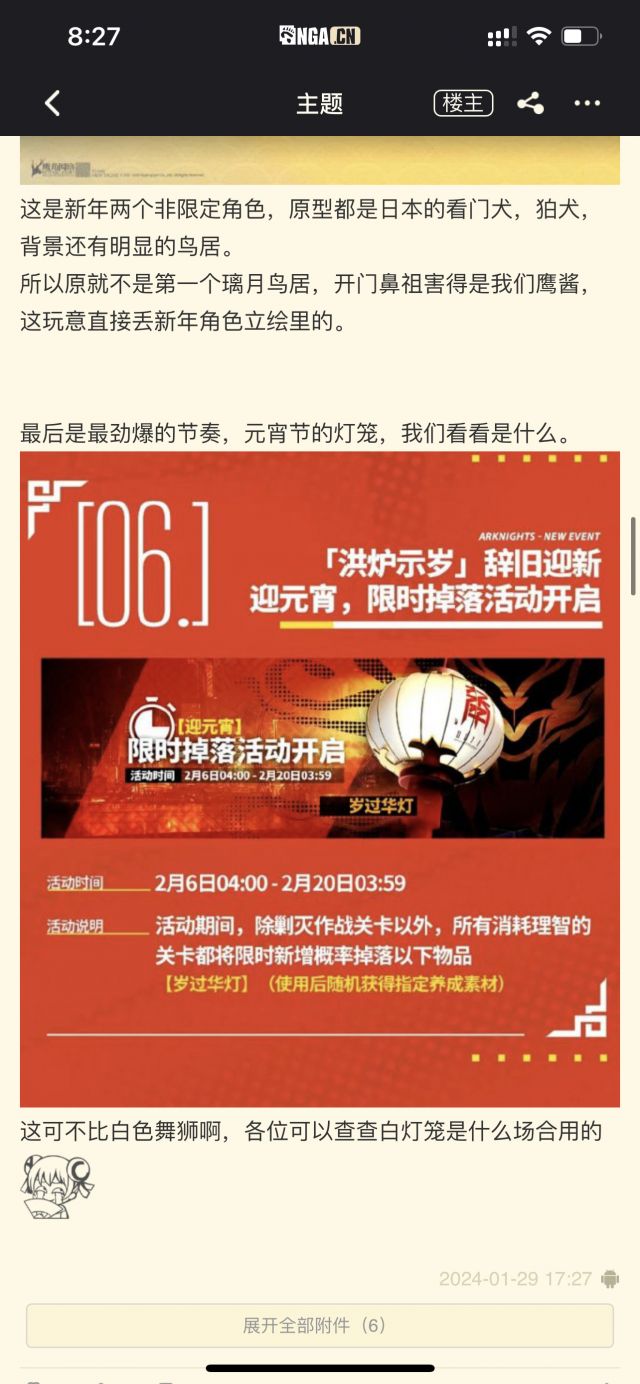 8:27
NGA.CN
主题
楼主
这是新年两个非限定角色，原型都是日本的看门犬，狛犬，
背景还有明显的鸟居。
所以原就不是第一个璃月鸟居，开门鼻祖害得是我们鹰酱，
这玩意直接丢新年角色立绘里的。
最后是最劲爆的节奏，元宵节的灯笼，我们看看是什么。
[06.]
ARKNIGHTS - NEW EVENT
「洪炉示岁」辞旧迎新
迎元宵，限时掉落活动开启
【迎元宵】
限时掉落活动开启
活动时间 2月6日04:00 - 2月20日03:59
岁过华灯
活动时间 2月6日04:00 - 2月20日03:59
活动说明 活动期间，除剿灭作战关卡以外，所有消耗理智的
关卡都将限时新增概率掉落以下物品
【岁过华灯】（使用后随机获得指定养成素材）
这可不比白色舞狮啊，各位可以查查白灯笼是什么场合用的
2024-01-29 17:27
展开全部附件（6）